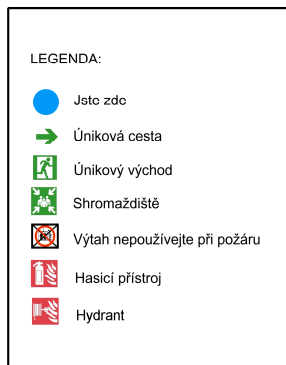 LEGENDA:
Jste zde
Úniková cesta
Únikový východ
Shromaždiště
Výtah nepoužívejte při požáru
Hasicí přístroj
Hydrant